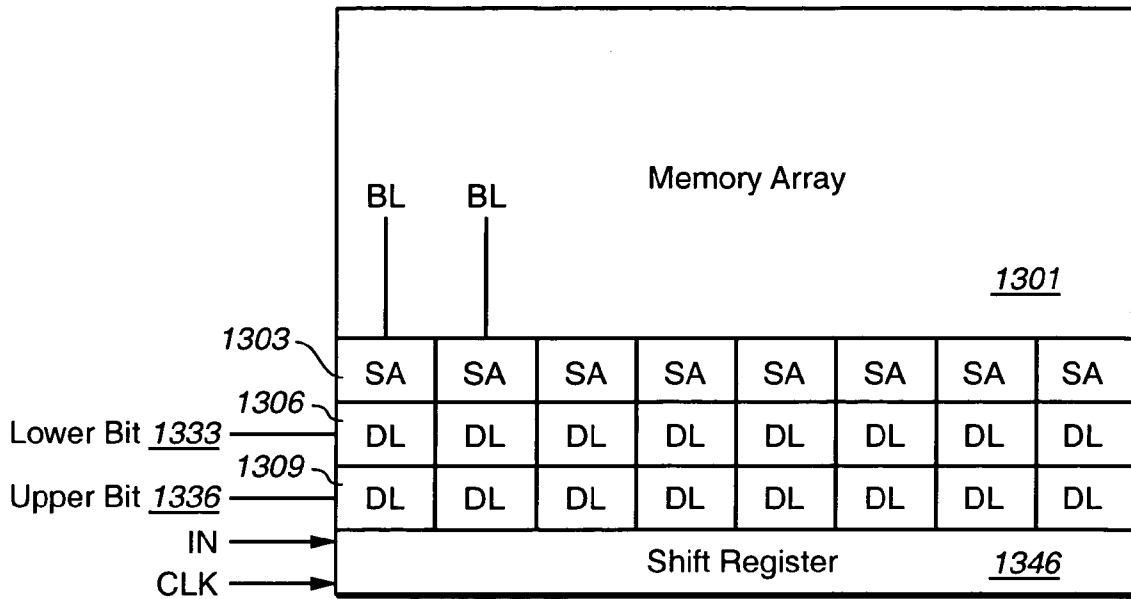 Memory Array
BL BL
1301
1303
SA SA SA SA SA SA SA SA
1306
Lower Bit 1333 DL DL DL DL DL DL DL DL
1309
Upper Bit 1336 DL DL DL DL DL DL DL DL
IN
Shift Register 1346
CLK